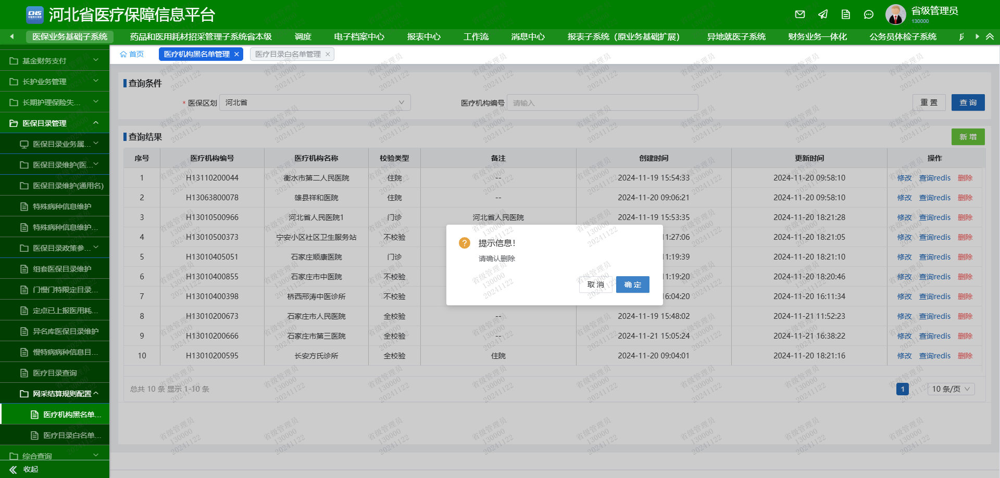 CHS
河北省医疗保障信息平台
省级管理员
130000
医保业务基础子系统 药品和医用耗材招采管理子系统省本级 调度 电子档案中心 报表中心 工作流 消息中心 报表子系统（原业务基础扩展） 异地就医子系统 财务业务一体化 公务员体检子系统
首页 医疗机构黑名单管理 × 医疗目录白名单管理 ×
基金财务支付
长护业务管理
长期护理保险失...
医保目录管理
医保目录业务属...
医保目录维护(医...
医保目录维护(通用名)
特殊病种信息维护
特殊病种信息维护...
医保目录政策参...
组套医保目录维护
门慢门特限定目录...
定点已上报医用耗...
异名库医保目录维护
慢特病病种信息目...
医疗目录查询
网采结算规则配置
医疗机构黑名单...
医疗目录白名单...
综合查询
收起
查询条件
* 医保区划 河北省 医疗机构编号 请输入 重 置 查 询
查询结果 新 增
序号 医疗机构编号 医疗机构名称 校验类型 备注 创建时间 更新时间 操作
1 H13110200044 衡水市第二人民医院 住院 -- 2024-11-19 15:54:33 2024-11-20 09:58:10 修改 查询redis 删除
2 H13063800078 雄县祥和医院 住院 -- 2024-11-20 09:06:21 2024-11-20 09:58:10 修改 查询redis 删除
3 H13010500966 河北省人民医院1 门诊 河北省人民医院 2024-11-19 15:53:35 2024-11-20 18:21:28 修改 查询redis 删除
4 H13010500373 宁安小区社区卫生服务站 不校验 1:27:06 2024-11-20 18:21:05 修改 查询redis 删除
5 H13010405051 石家庄顺康医院 门诊 1:19:39 2024-11-20 18:21:10 修改 查询redis 删除
6 H13010400855 石家庄市中医院 不校验 1:19:20 2024-11-20 18:20:46 修改 查询redis 删除
7 H13010400398 桥西邢涛中医诊所 不校验 6:04:20 2024-11-20 16:11:34 修改 查询redis 删除
8 H13010200673 石家庄市人民医院 全校验 -- 2024-11-19 15:48:02 2024-11-21 11:52:23 修改 查询redis 删除
9 H13010200666 石家庄市第三医院 全校验 -- 2024-11-21 15:05:24 2024-11-21 16:38:22 修改 查询redis 删除
10 H13010200595 长安方氏诊所 全校验 住院 2024-11-20 09:04:01 2024-11-20 18:21:16 修改 查询redis 删除
总共 10 条 显示 1-10 条 1 10 条/页
提示信息!
请确认删除
取 消 确 定
省级管理员
130000
20241122